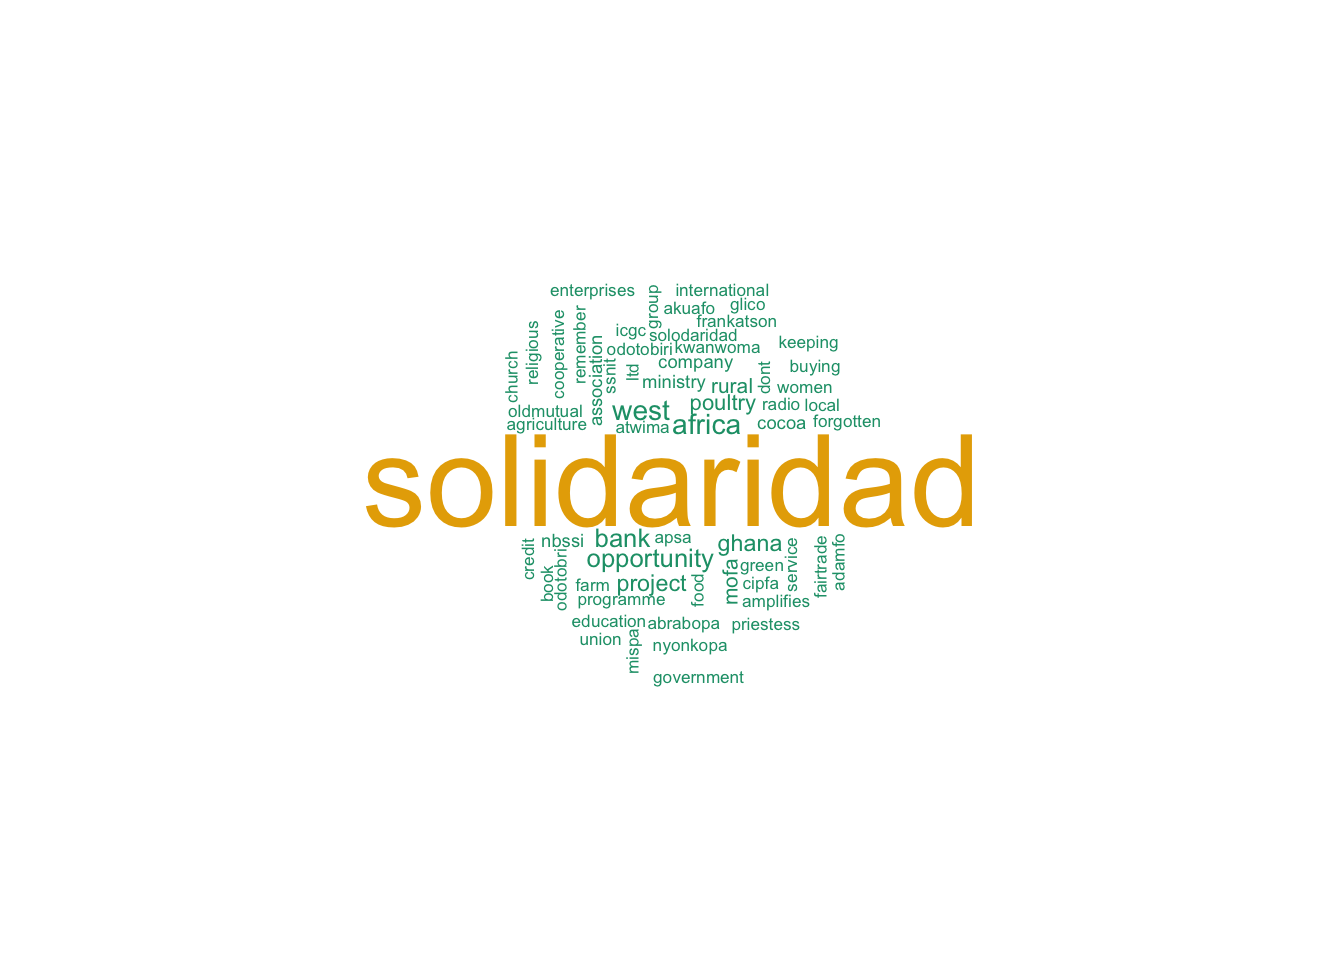 enterprises
international
group
akuafo
glico
frankatson
icgc
solodaridad
keeping
religious
cooperative
remember
association
odotobiri
kwanwoma
church
ssnit
ltd
company
dont
buying
ministry
rural
women
oldmutual
west
poultry
radio
local
agriculture
atwima
africa
cocoa
forgotten
solidaridad
credit
nbssi
bank
apsa
ghana
service
fairtrade
adamfo
book
odotobri
opportunity
green
farm
project
food
mofa
cipfa
programme
amplifies
education
abrabopa
priestess
union
mispa
nyonkopa
government